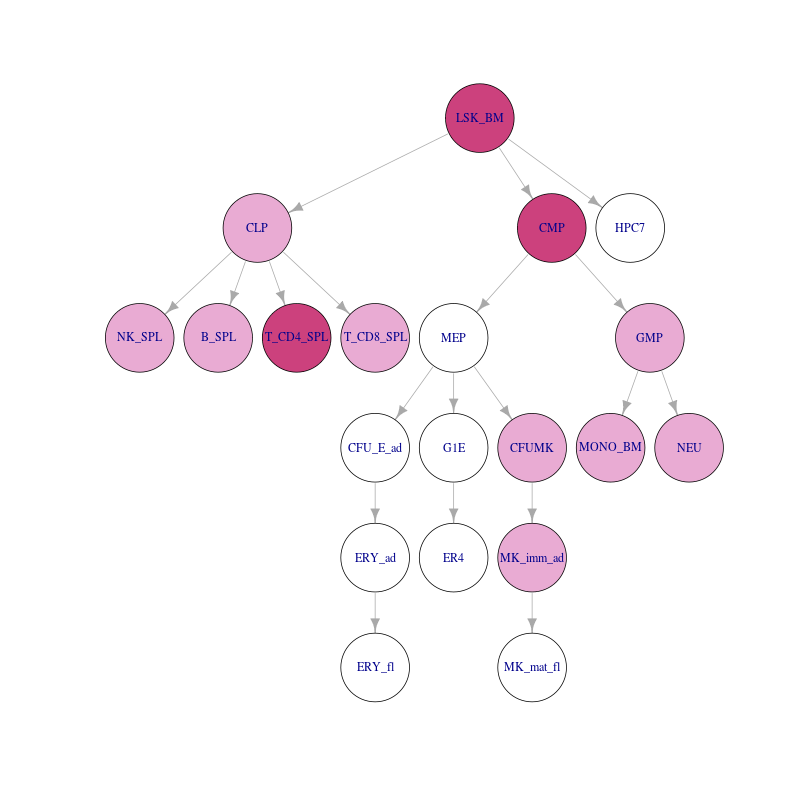 LSK_BM
CLP
CMP
HPC7
NK_SPL
B_SPL
T_CD4_SPL
T_CD8_SPL
MEP
GMP
CFU_E_ad
G1E
CFUMK
MONO_BM
NEU
ERY_ad
ER4
MK_imm_ad
ERY_fl
MK_mat_fl